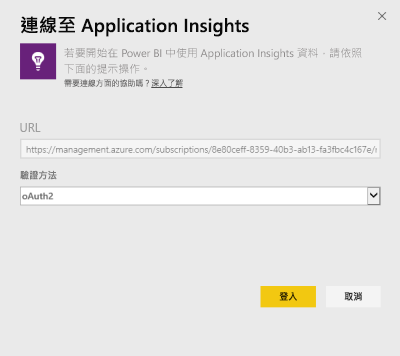 連線至 Application Insights
若要開始在 Power BI 中使用 Application Insights 資料，請依照
下面的提示操作。
需要連線方面的協助嗎？深入了解
URL
https://management.azure.com/subscriptions/8e80ceff-8359-40b3-ab13-fa3fbc4c167e/r
驗證方法
oAuth2
登入
取消